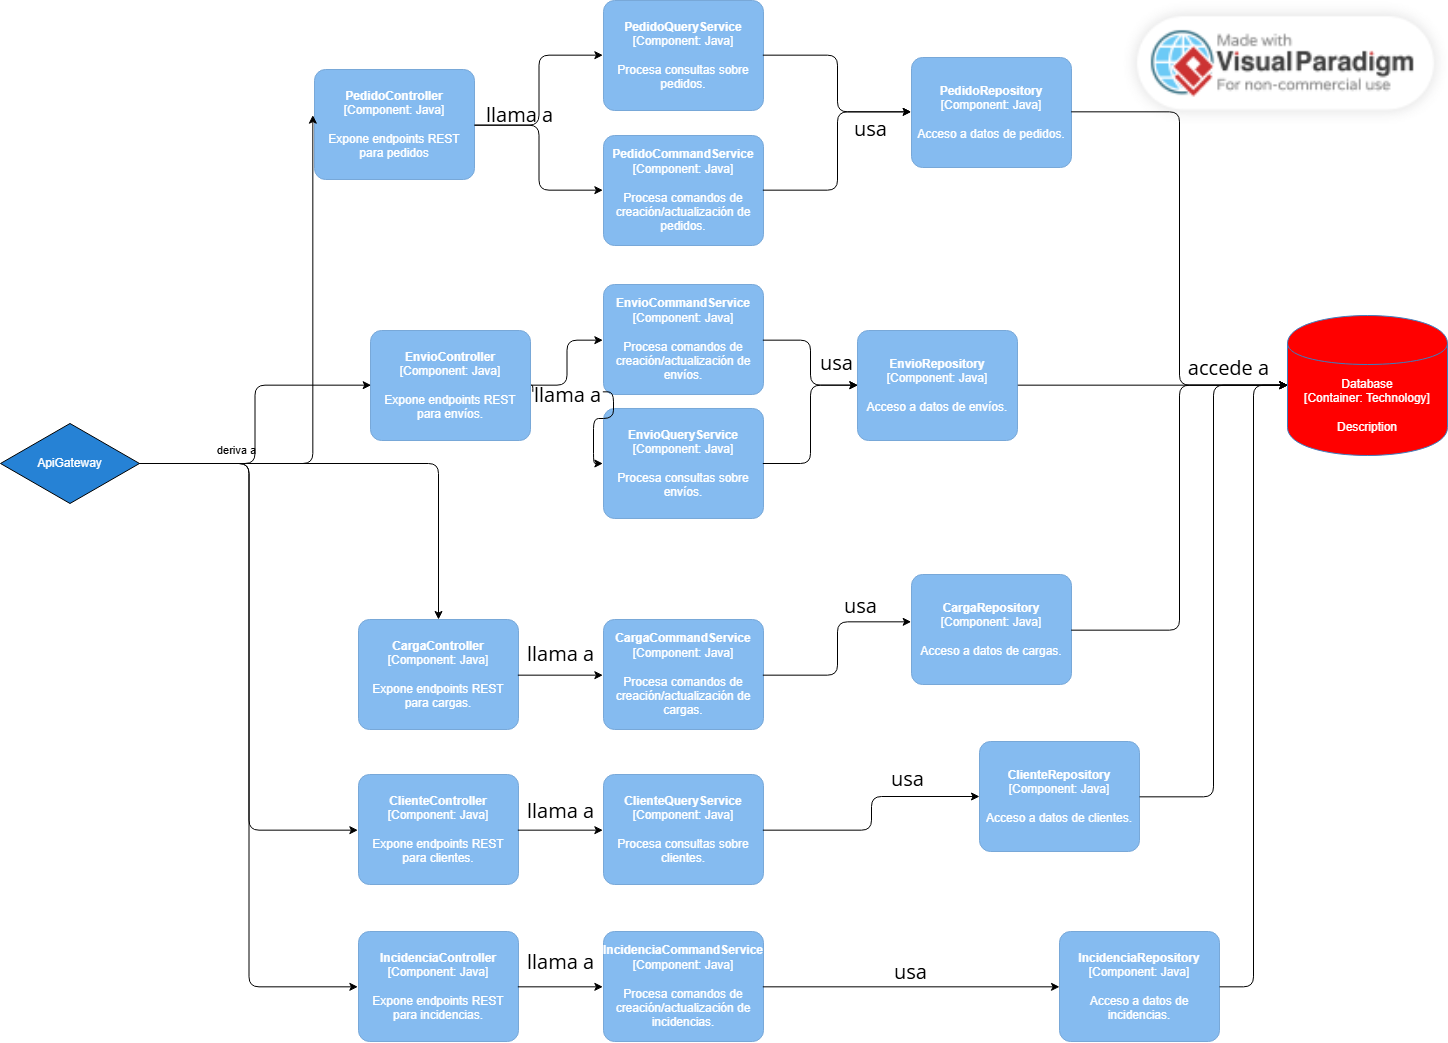 Made with
Visual Paradigm
For non-commercial use
PedidoQueryService
[Component: Java]
Procesa consultas sobre
pedidos.
PedidoController
[Component: Java]
Expone endpoints REST
para pedidos
llama a
PedidoCommandService
[Component: Java]
Procesa comandos de
creación/actualización de
pedidos.
usa
PedidoRepository
[Component: Java]
Acceso a datos de pedidos.
EnvioController
[Component: Java]
Expone endpoints REST
para envíos.
llama a
EnvioCommandService
[Component: Java]
Procesa comandos de
creación/actualización de
envíos.
EnvioQueryService
[Component: Java]
Procesa consultas sobre
envíos.
usa
EnvioRepository
[Component: Java]
Acceso a datos de envíos.
accede a
Database
[Container: Technology]
Description
ApiGateway
deriva a
CargaController
[Component: Java]
Expone endpoints REST
para cargas.
llama a
CargaCommandService
[Component: Java]
Procesa comandos de
creación/actualización de
cargas.
usa
CargaRepository
[Component: Java]
Acceso a datos de cargas.
ClienteController
[Component: Java]
Expone endpoints REST
para clientes.
llama a
ClienteQueryService
[Component: Java]
Procesa consultas sobre
clientes.
usa
ClienteRepository
[Component: Java]
Acceso a datos de clientes.
IncidenciaController
[Component: Java]
Expone endpoints REST
para incidencias.
llama a
IncidenciaCommandService
[Component: Java]
Procesa comandos de
creación/actualización de
incidencias.
usa
IncidenciaRepository
[Component: Java]
Acceso a datos de
incidencias.